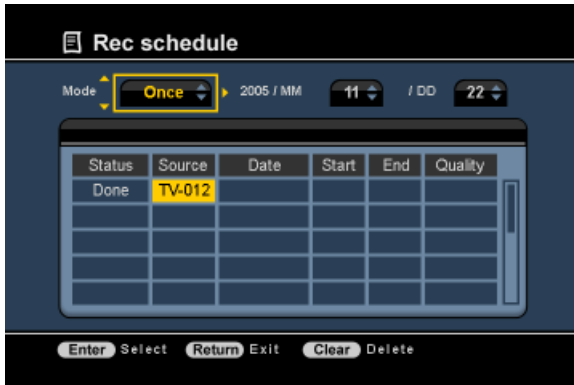 Rec schedule
Mode Once 2005 / MM 11 / DD 22
Status Source Date Start End Quality
Done TV-012
Enter Select Return Exit Clear Delete